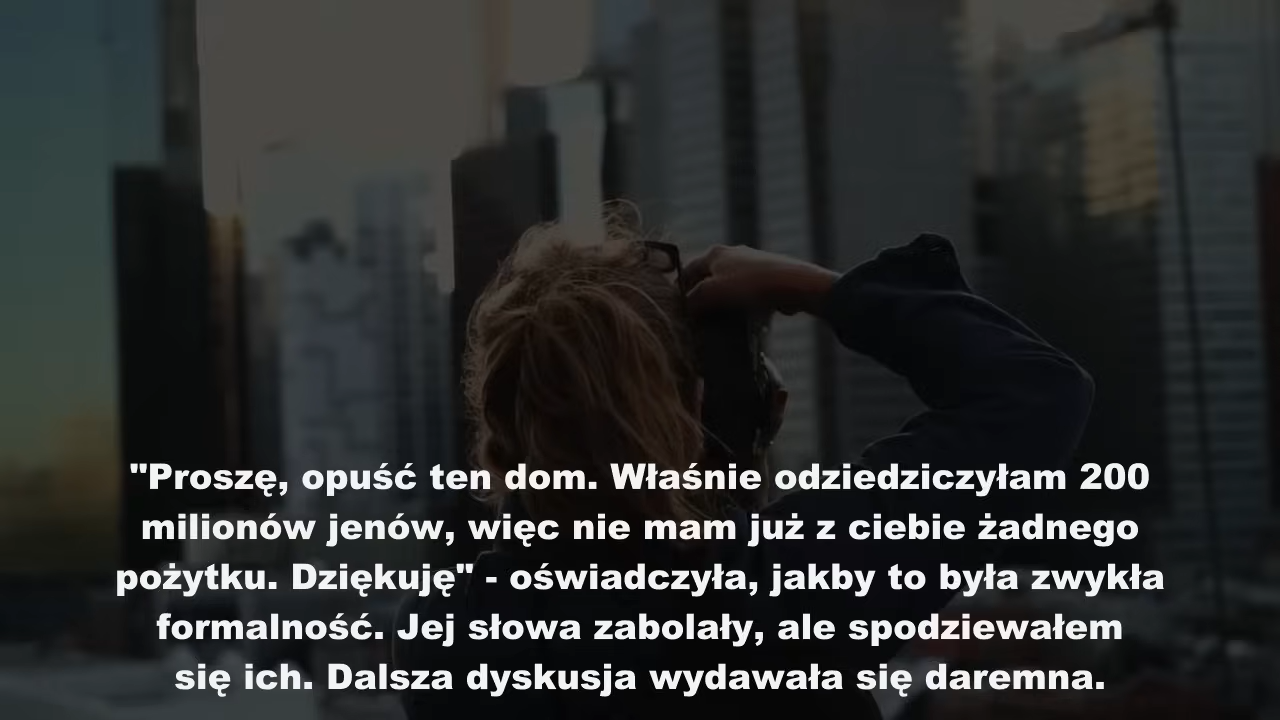 "Proszę, opuść ten dom. Właśnie odziedziczyłam 200
milionów jenów, więc nie mam już z ciebie żadnego
pożytku. Dziękuję" - oświadczyła, jakby to była zwykła
formalność. Jej słowa zabolały, ale spodziewałem
się ich. Dalsza dyskusja wydawała się daremna.